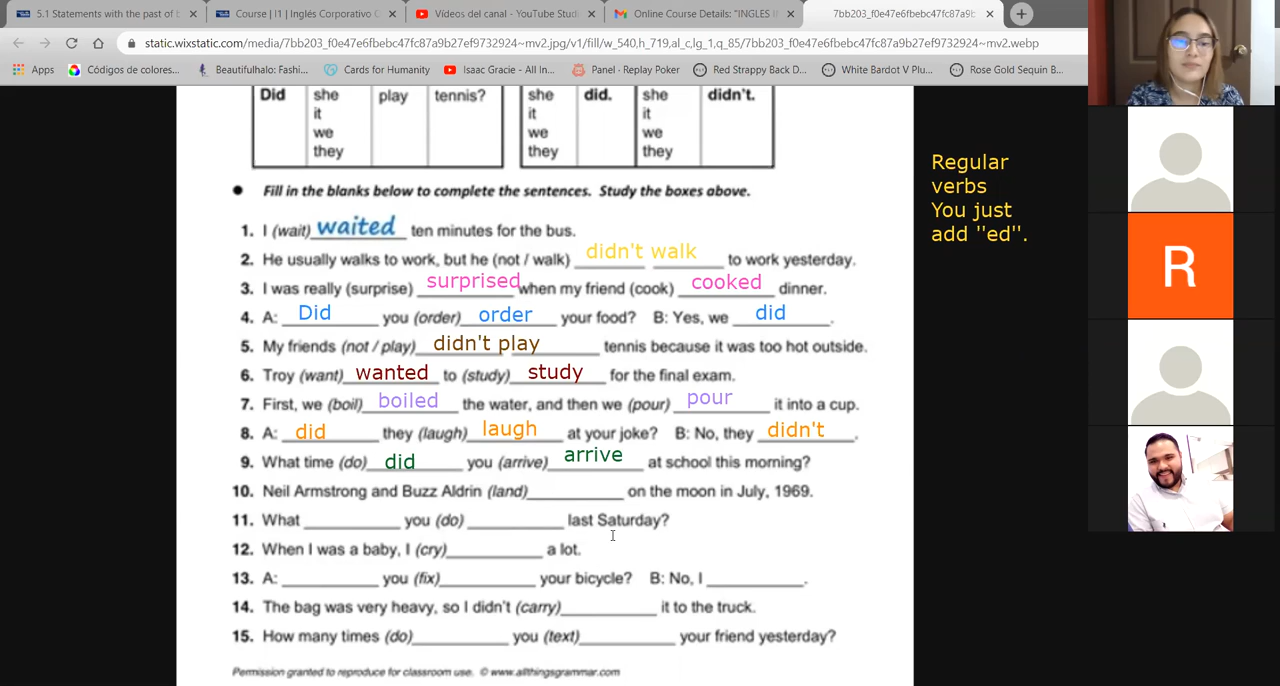 5.1 Statements with the past of b
Course | I1 | Inglés Corporativo C
Vídeos del canal - YouTube Stud
Online Course Details: "INGLES I
7bb203_f0e47e6fbebc47fc87a9b
static.wixstatic.com/media/7bb203_f0e47e6fbebc47fc87a9b27ef9732924~mv2.jpg/v1/fill/w_540,h_719,al_c,lg_1,q_85/7bb203_f0e47e6fbebc47fc87a9b27ef9732924~mv2.webp
Apps Códigos de colores... Beautifulhalo: Fashi... Cards for Humanity Isaac Gracie - All In... Panel · Replay Poker Red Strappy Back D... White Bardot V Plu... Rose Gold Sequin B...
Did she play tennis? she did. she didn't.
it it it
we we we
they they they
Fill in the blanks below to complete the sentences. Study the boxes above.
1. I (wait) waited ten minutes for the bus.
2. He usually walks to work, but he (not / walk) didn't walk to work yesterday.
3. I was really (surprise) surprised when my friend (cook) cooked dinner.
4. A: Did you (order) order your food? B: Yes, we did.
5. My friends (not / play) didn't play tennis because it was too hot outside.
6. Troy (want) wanted to (study) study for the final exam.
7. First, we (boil) boiled the water, and then we (pour) pour it into a cup.
8. A: did they (laugh) laugh at your joke? B: No, they didn't.
9. What time (do) did you (arrive) arrive at school this morning?
10. Neil Armstrong and Buzz Aldrin (land)__________ on the moon in July, 1969.
11. What __________ you (do) __________ last Saturday?
12. When I was a baby, I (cry)__________ a lot.
13. A: __________ you (fix)__________ your bicycle? B: No, I __________.
14. The bag was very heavy, so I didn't (carry)__________ it to the truck.
15. How many times (do)__________ you (text)__________ your friend yesterday?
Permission granted to reproduce for classroom use. © www.allthingsgrammar.com
Regular
verbs
You just
add "ed".
R